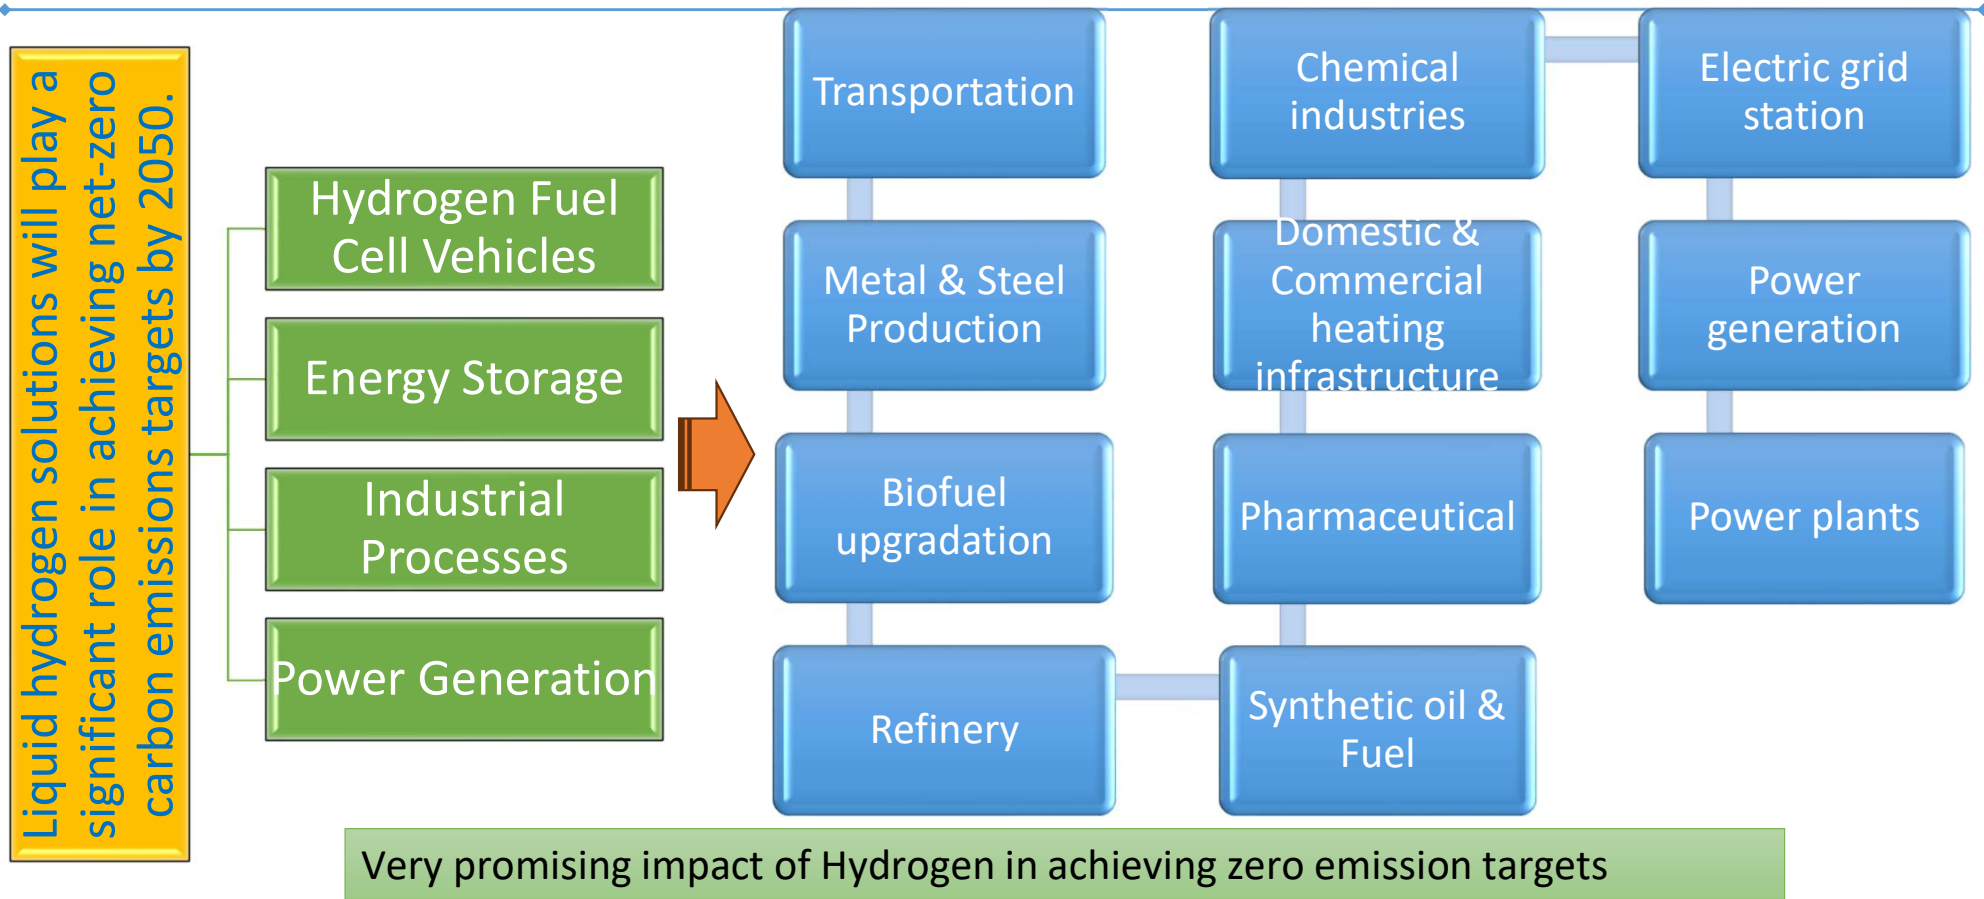 Liquid hydrogen solutions will play a
significant role in achieving net-zero
carbon emissions targets by 2050.
Hydrogen Fuel
Cell Vehicles
Energy Storage
Industrial
Processes
Power Generation
Transportation
Metal & Steel
Production
Biofuel
upgradation
Refinery
Synthetic oil &
Fuel
Pharmaceutical
Domestic &
Commercial
heating
infrastructure
Chemical
industries
Electric grid
station
Power
generation
Power plants
Very promising impact of Hydrogen in achieving zero emission targets